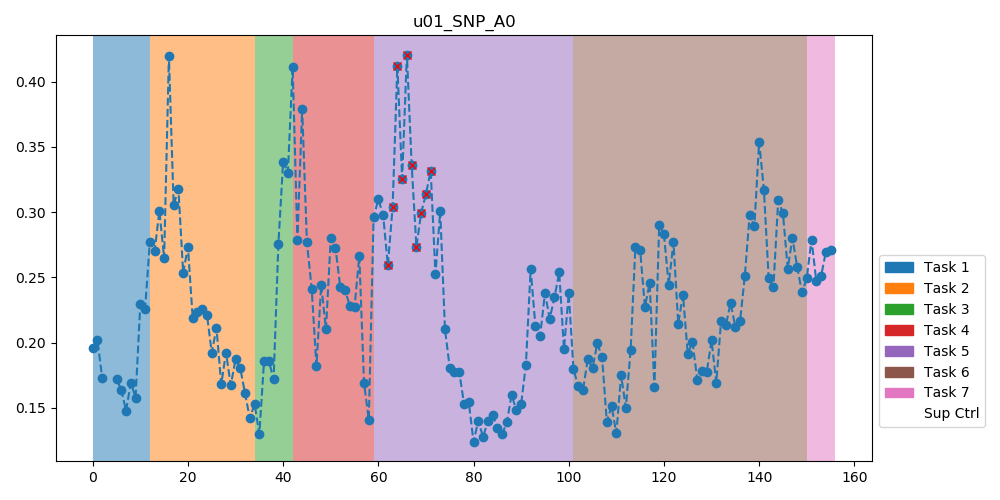 u01_SNP_A0
0.40
0.35
0.30
0.25
0.20
0.15
0
20
40
60
80
100
120
140
160
Task 1
Task 2
Task 3
Task 4
Task 5
Task 6
Task 7
Sup Ctrl